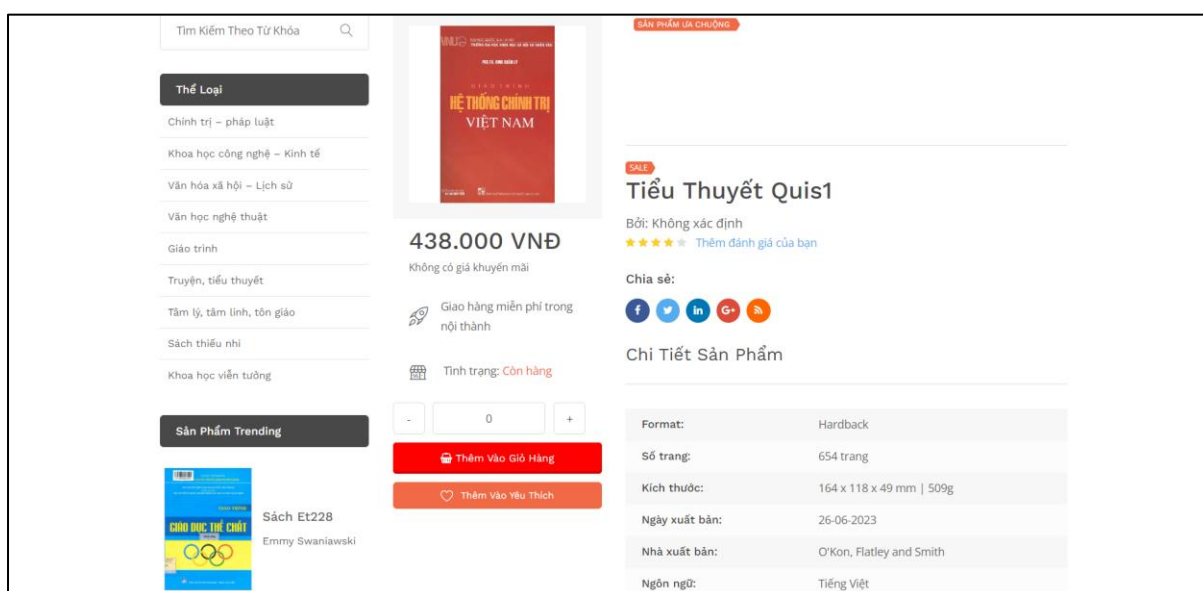 Tìm Kiếm Theo Từ Khóa
Thể Loại
Chính trị – pháp luật
Khoa học công nghệ – Kinh tế
Văn hóa xã hội – Lịch sử
Văn học nghệ thuật
Giáo trình
Truyện, tiểu thuyết
Tâm lý, tâm linh, tôn giáo
Sách thiếu nhi
Khoa học viễn tưởng
Sản Phẩm Trending
GIÁO TRÌNH
GIÁO DỤC THỂ CHẤT
Sách Et228
Emmy Swaniawski
VNU
GIÁO TRÌNH
HỆ THỐNG CHÍNH TRỊ
VIỆT NAM
438.000 VNĐ
Không có giá khuyến mãi
Giao hàng miễn phí trong
nội thành
Tình trạng: Còn hàng
- 0 +
Thêm Vào Giỏ Hàng
Thêm Vào Yêu Thích
SẢN PHẨM ƯA CHUỘNG
SALE
Tiểu Thuyết Quis1
Bởi: Không xác định
Thêm đánh giá của bạn
Chia sẻ:
Chi Tiết Sản Phẩm
Format: Hardback
Số trang: 654 trang
Kích thước: 164 x 118 x 49 mm | 509g
Ngày xuất bản: 26-06-2023
Nhà xuất bản: O'Kon, Flatley and Smith
Ngôn ngữ: Tiếng Việt